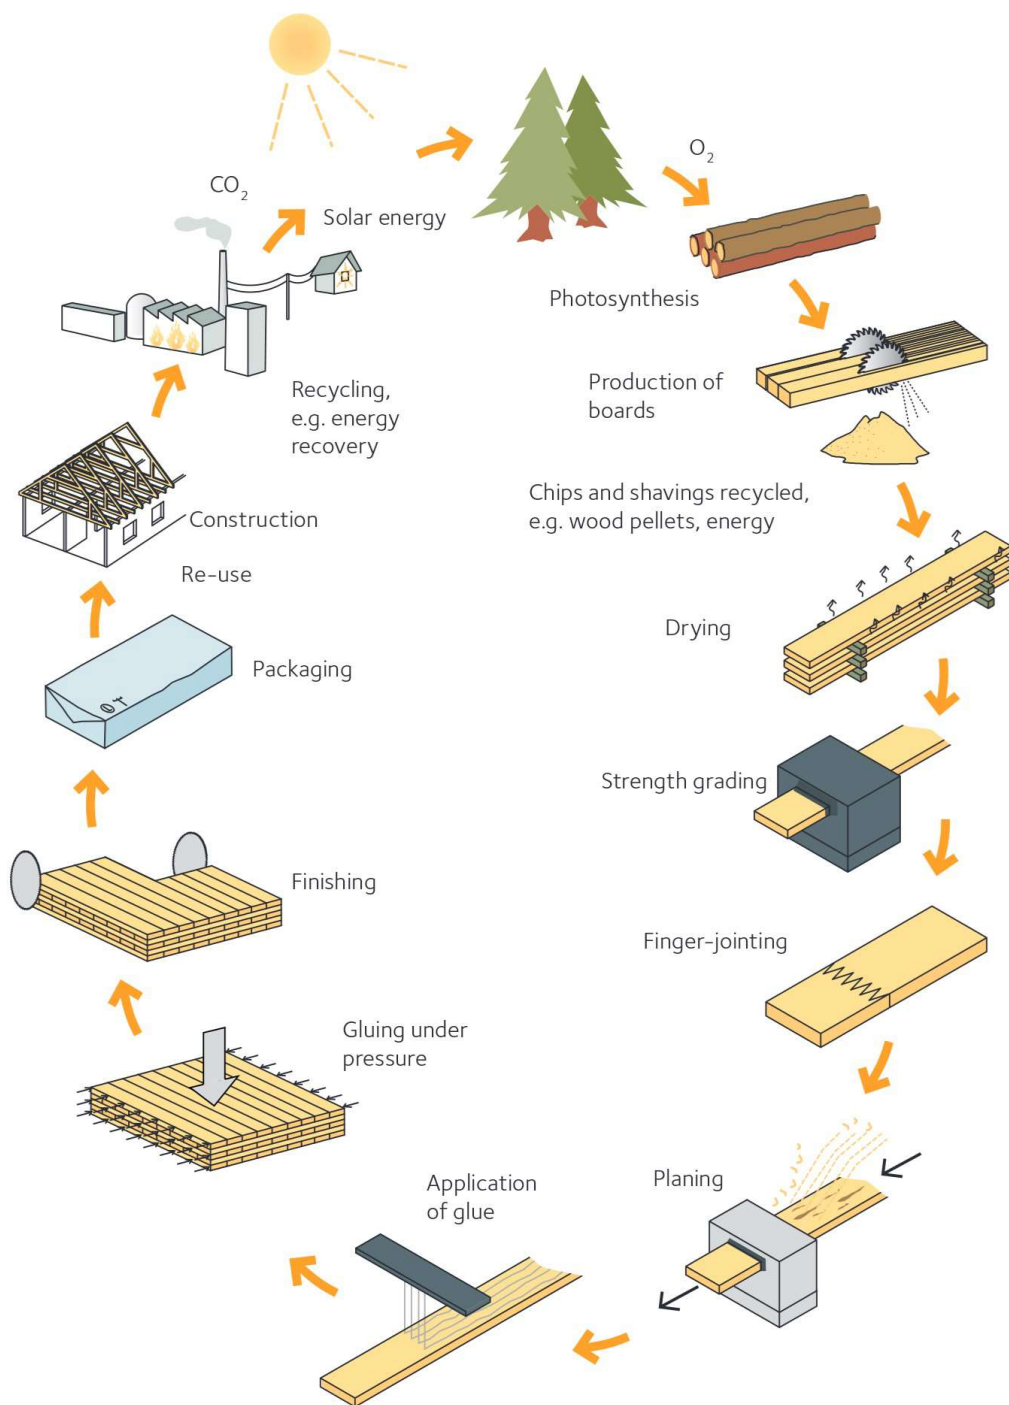 CO₂
Solar energy
O₂
Photosynthesis
Production of
boards
Chips and shavings recycled,
e.g. wood pellets, energy
Drying
Strength grading
Finger-jointing
Planing
Application
of glue
Gluing under
pressure
Finishing
Packaging
Re-use
Construction
Recycling,
e.g. energy
recovery